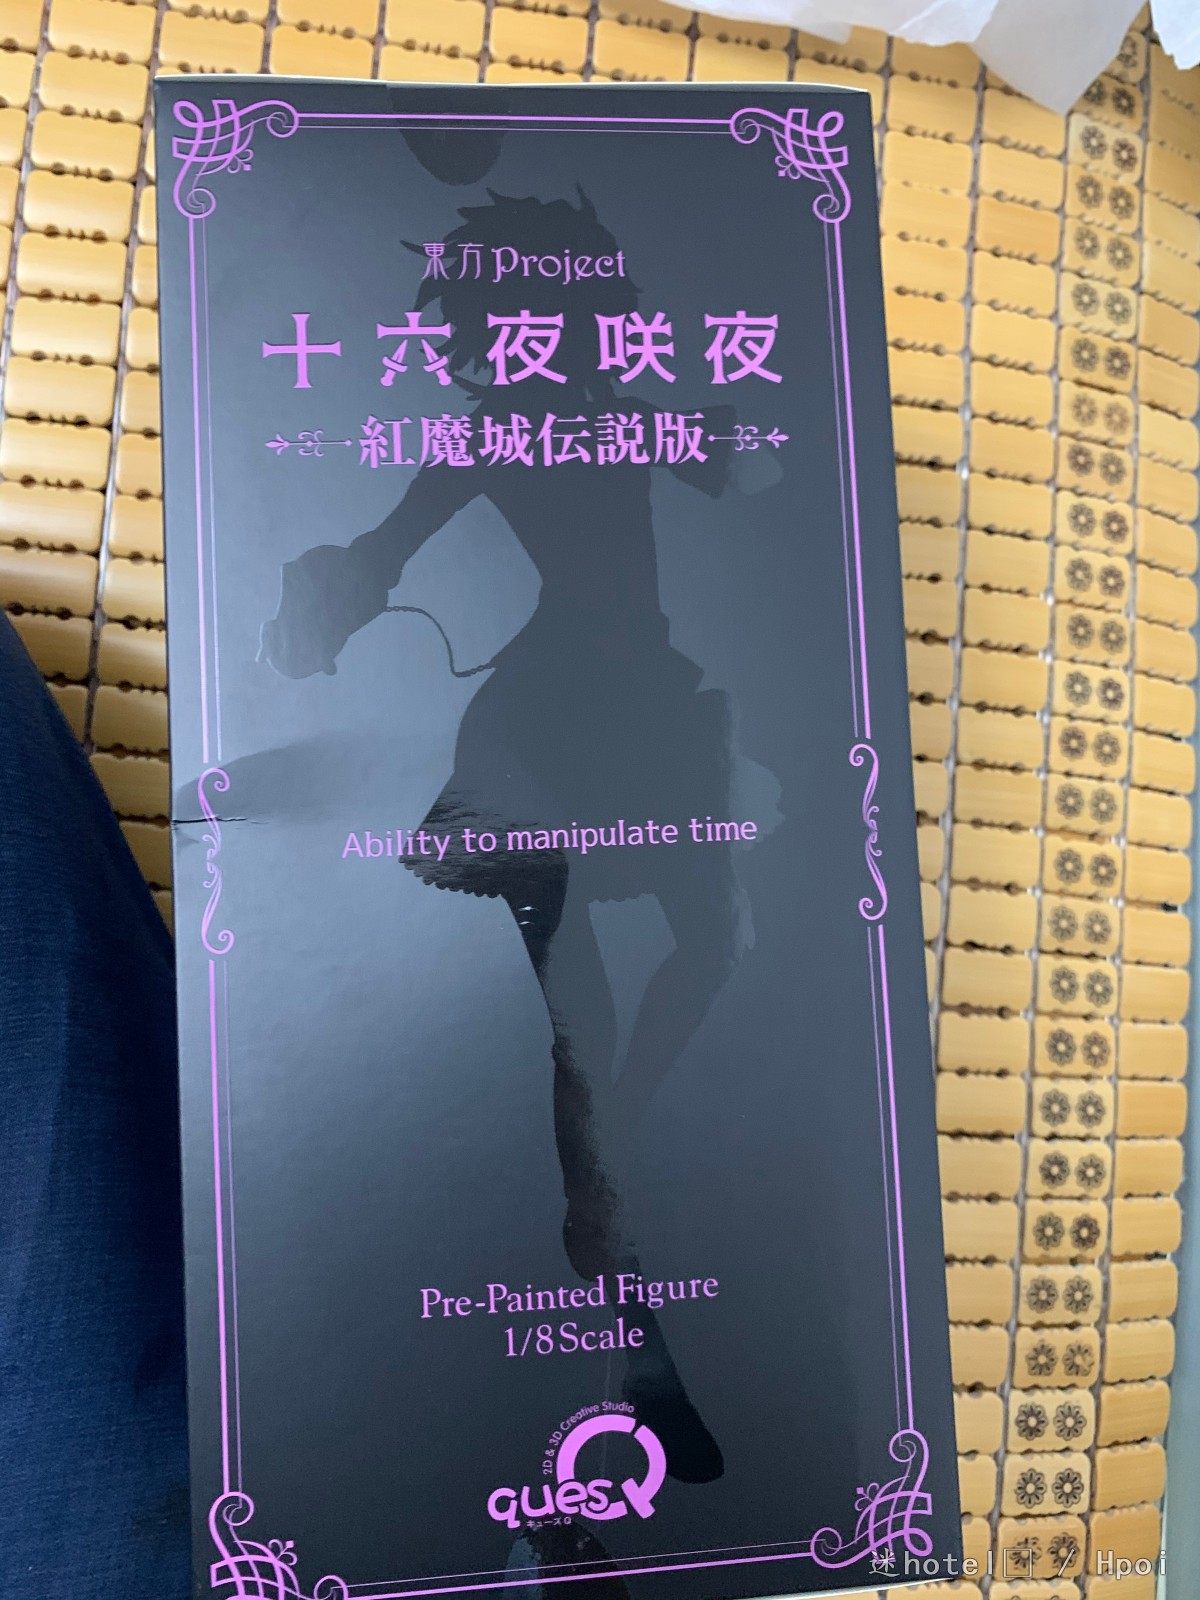 東方Project
十六夜咲夜
紅魔城伝説版
Ability to manipulate time
Pre-Painted Figure
1/8 Scale
2D & 3D Creative Studio
quesQ
キューズQ
迷hotel / Hpoi